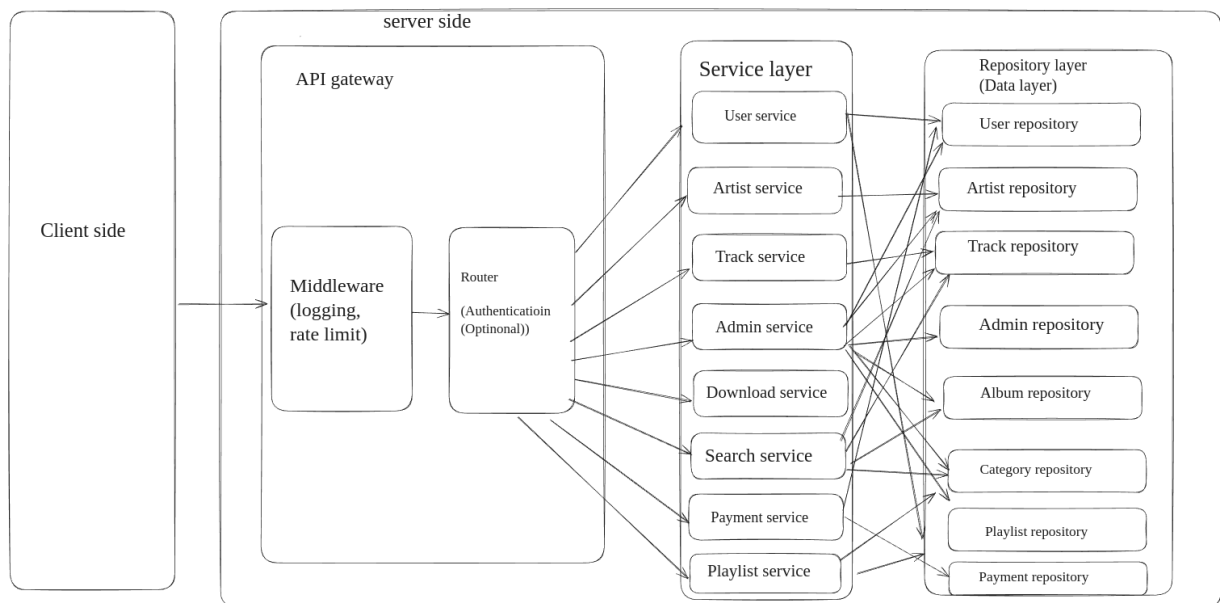 server side
Client side
API gateway
Middleware
(logging,
rate limit)
Router
(Authenticatioin
(Optinonal))
Service layer
User service
Artist service
Track service
Admin service
Download service
Search service
Payment service
Playlist service
Repository layer
(Data layer)
User repository
Artist repository
Track repository
Admin repository
Album repository
Category repository
Playlist repository
Payment repository